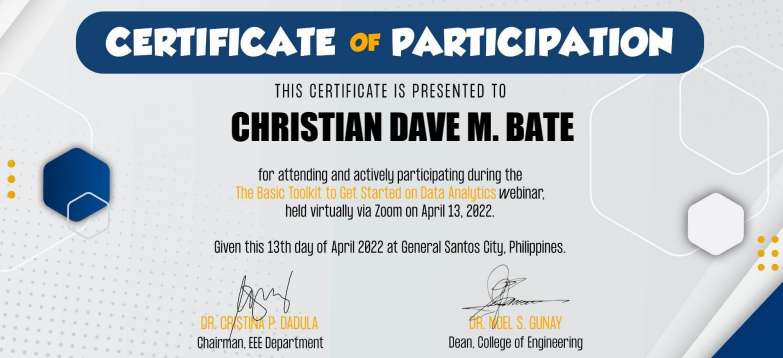 CERTIFICATE OF PARTICIPATION
THIS CERTIFICATE IS PRESENTED TO
CHRISTIAN DAVE M. BATE
for attending and actively participating during the
The Basic Toolkit to Get Started on Data Analytics webinar,
held virtually via Zoom on April 13, 2022.
Given this 13th day of April 2022 at General Santos City, Philippines.
DR. CRISTINA P. DADULA
Chairman, EEE Department
DR. NOEL S. GUNAY
Dean, College of Engineering